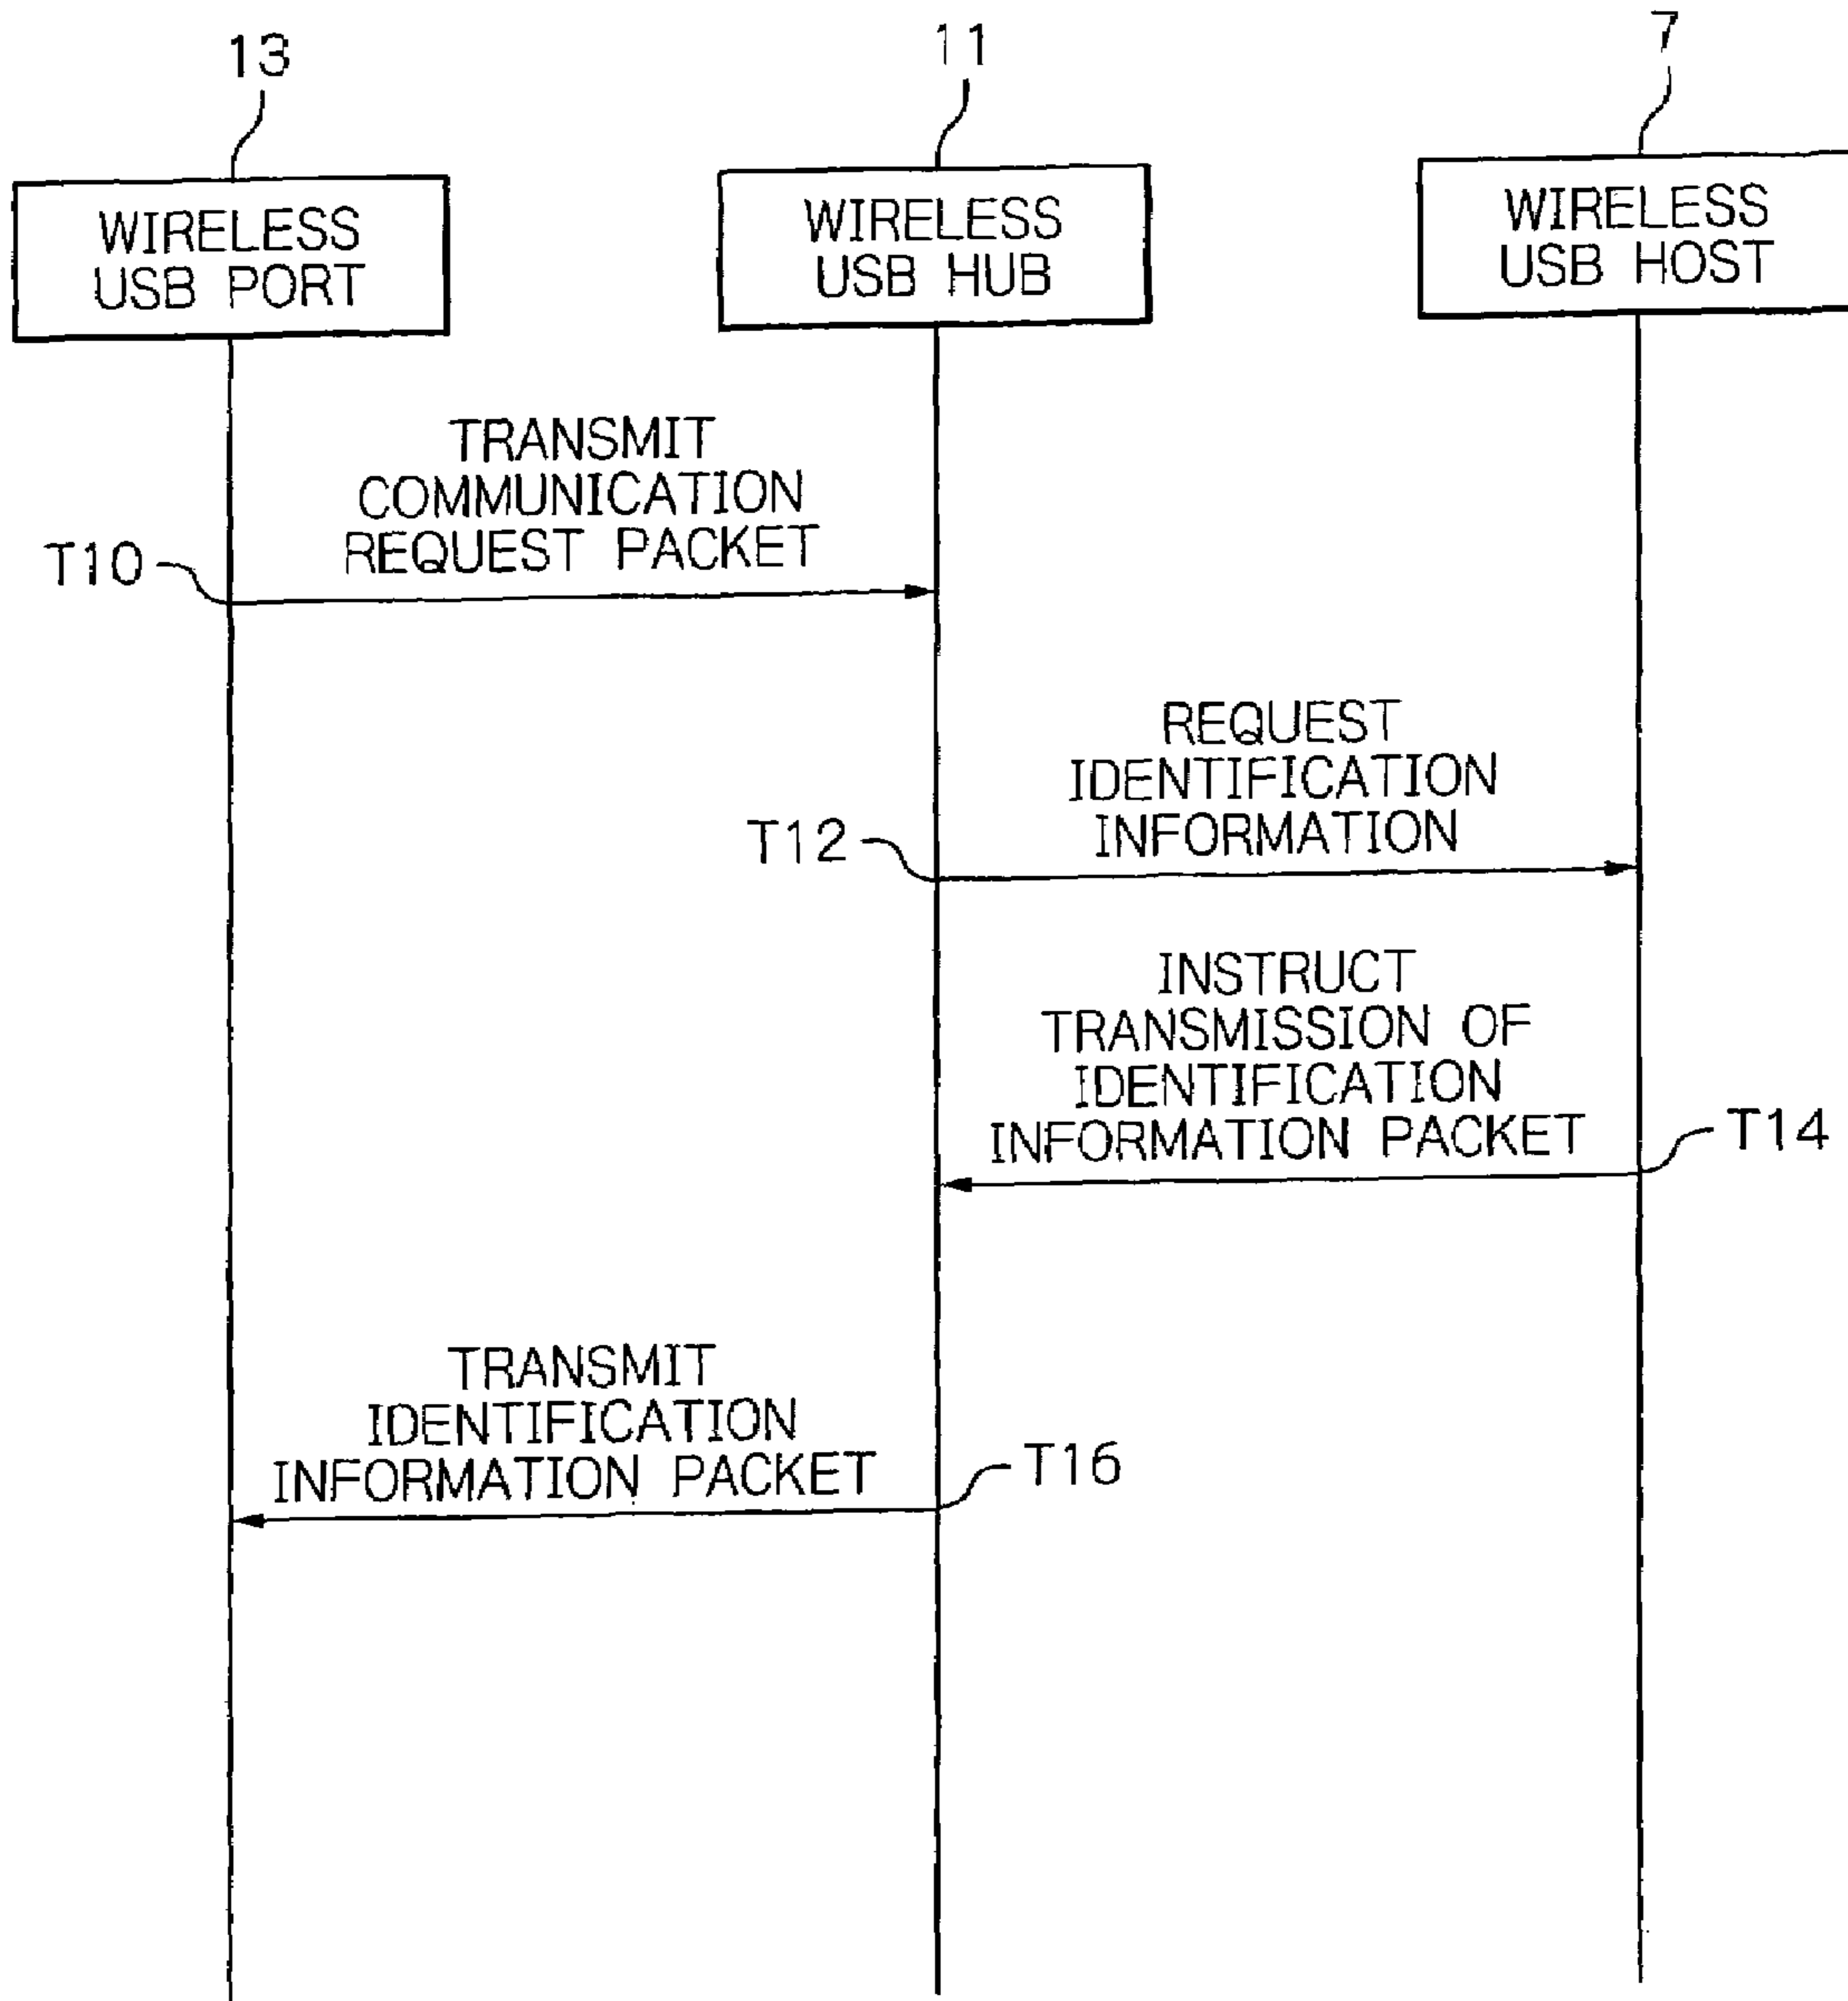 13
11
7
WIRELESS
USB PORT
WIRELESS
USB HUB
WIRELESS
USB HOST
TRANSMIT
COMMUNICATION
REQUEST PACKET
T10
REQUEST
IDENTIFICATION
INFORMATION
T12
INSTRUCT
TRANSMISSION OF
IDENTIFICATION
INFORMATION PACKET
T14
TRANSMIT
IDENTIFICATION
INFORMATION PACKET
T16